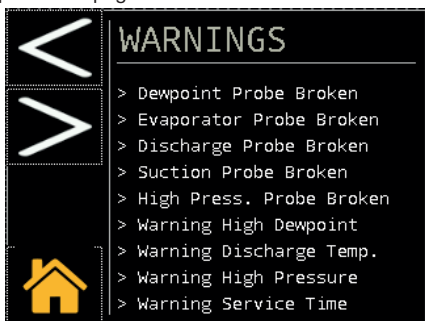 WARNINGS
> Dewpoint Probe Broken
> Evaporator Probe Broken
> Discharge Probe Broken
> Suction Probe Broken
> High Press. Probe Broken
> Warning High Dewpoint
> Warning Discharge Temp.
> Warning High Pressure
> Warning Service Time